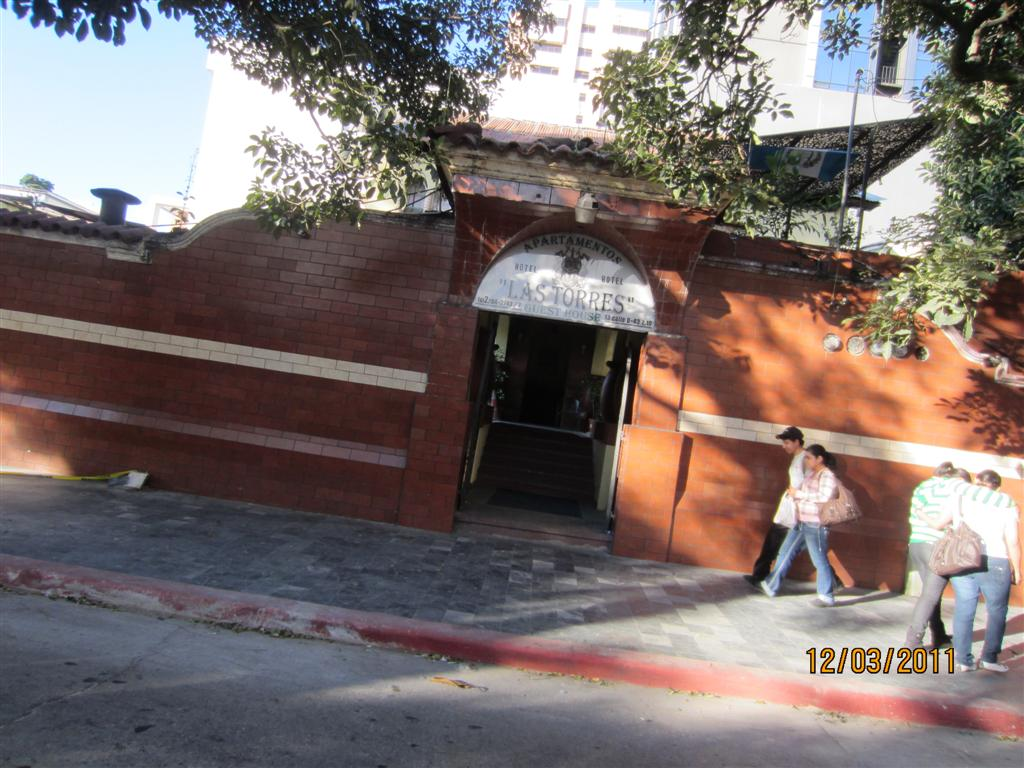 APARTAMENTOS
HOTEL HOTEL
"LAS TORRES"
GUEST HOUSE
12/03/2011